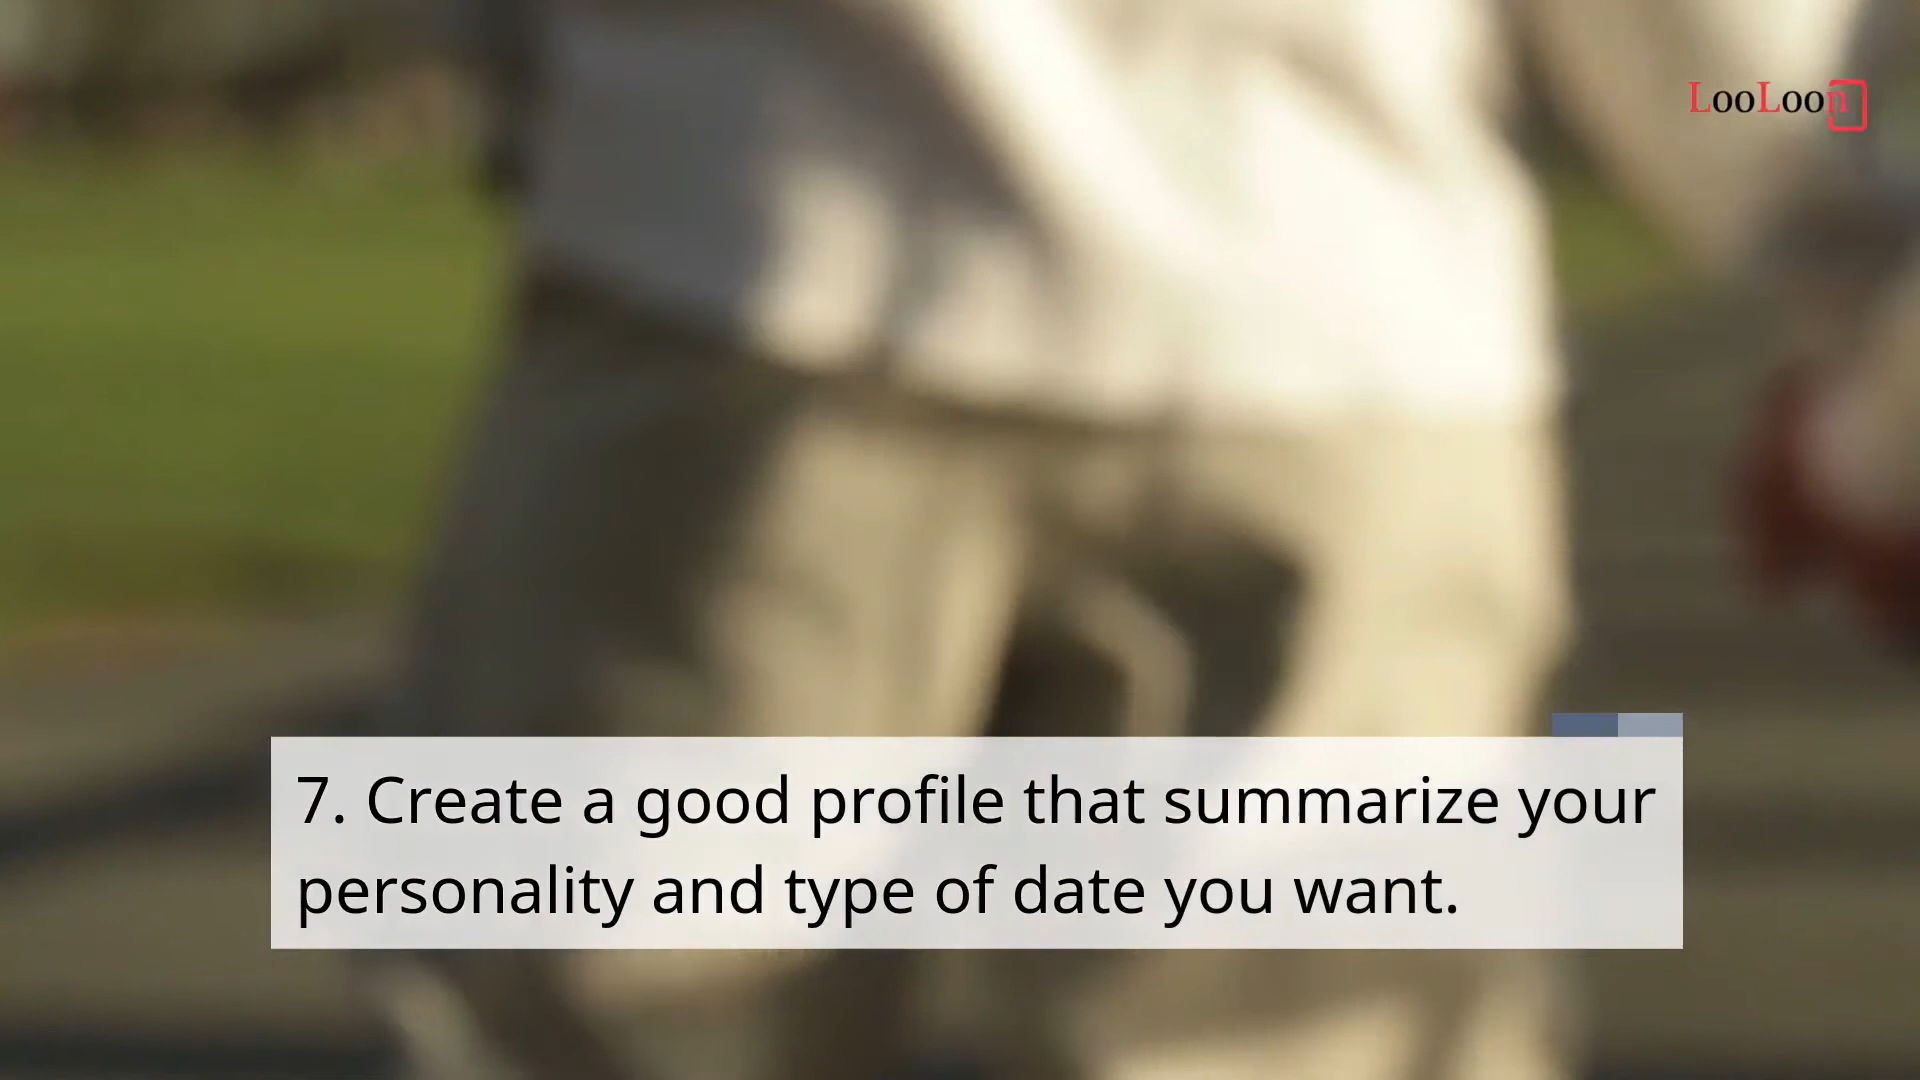 LooLoon
7. Create a good profile that summarize your
personality and type of date you want.